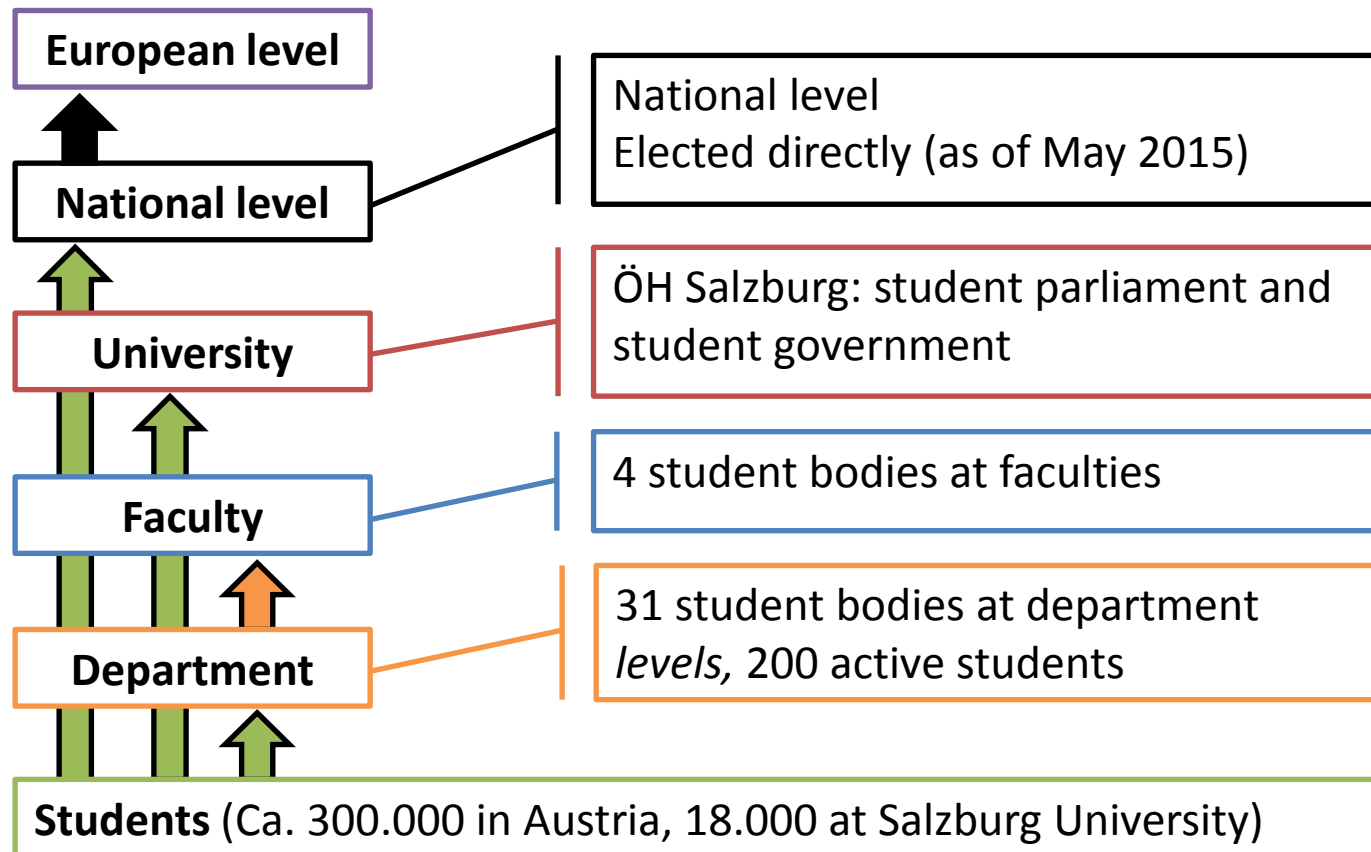 European level
National level
Elected directly (as of May 2015)
National level
ÖH Salzburg: student parliament and
student government
University
4 student bodies at faculties
Faculty
31 student bodies at department
levels, 200 active students
Department
Students (Ca. 300.000 in Austria, 18.000 at Salzburg University)